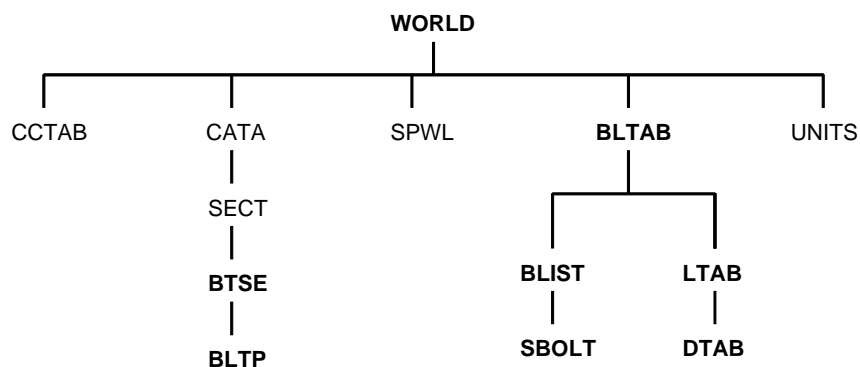 WORLD
CCTAB CATA SPWL BLTAB UNITS
SECT
BTSE BLIST LTAB
BLTP SBOLT DTAB